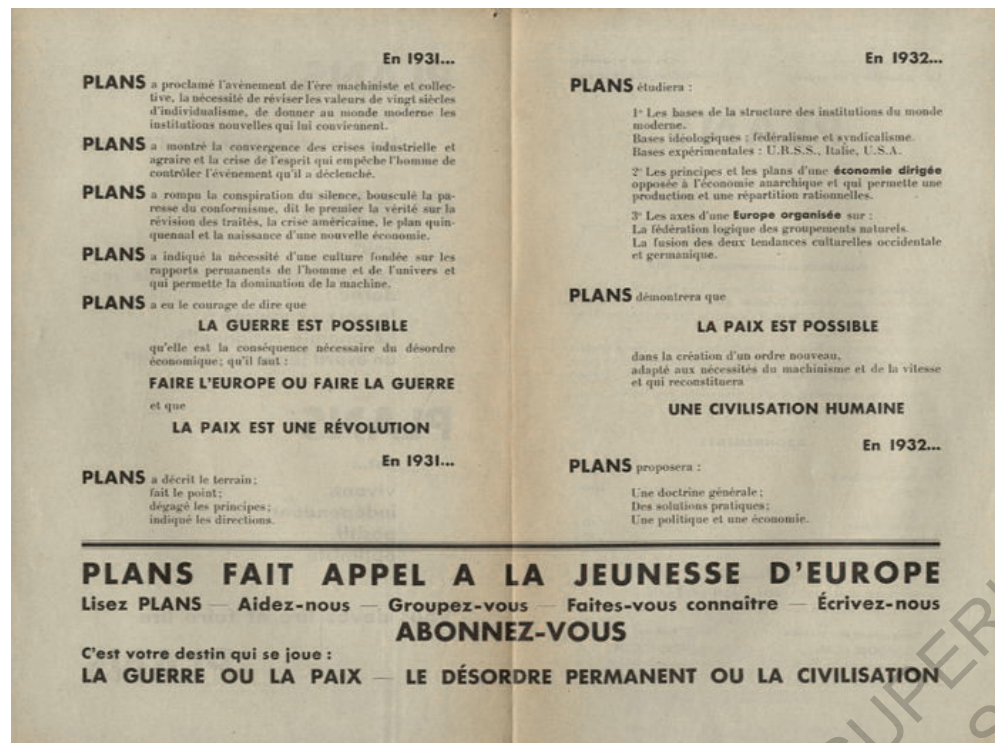 En 1931...
PLANS a proclamé l'avènement de l'ère machiniste et collec-
tive, la nécessité de réviser les valeurs de vingt siècles
d'individualisme, de donner au monde moderne les
institutions nouvelles qui lui conviennent.
PLANS a montré la convergence des crises industrielle et
agraire et la crise de l'esprit qui empêche l'homme de
contrôler l'événement qu'il a déclenché.
PLANS a rompu la conspiration du silence, bousculé la pa-
resse du conformisme, dit le premier la vérité sur la
révision des traités, la crise américaine, le plan quin-
quennal et la naissance d'une nouvelle économie.
PLANS a indiqué la nécessité d'une culture fondée sur les
rapports permanents de l'homme et de l'univers et
qui permette la domination de la machine.
PLANS a eu le courage de dire que
LA GUERRE EST POSSIBLE
qu'elle est la conséquence nécessaire du désordre
économique; qu'il faut :
FAIRE L'EUROPE OU FAIRE LA GUERRE
et que
LA PAIX EST UNE RÉVOLUTION
En 1931...
PLANS a décrit le terrain;
fait le point;
dégagé les principes;
indiqué les directions.
En 1932...
PLANS étudiera :
1° Les bases de la structure des institutions du monde
moderne.
Bases idéologiques : fédéralisme et syndicalisme.
Bases expérimentales : U.R.S.S., Italie, U.S.A.
2° Les principes et les plans d'une économie dirigée
opposée à l'économie anarchique et qui permette une
production et une répartition rationnelles.
3° Les axes d'une Europe organisée sur :
La fédération logique des groupements naturels.
La fusion des deux tendances culturelles occidentale
et germanique.
PLANS démontrera que
LA PAIX EST POSSIBLE
dans la création d'un ordre nouveau,
adapté aux nécessités du machinisme et de la vitesse
et qui reconstituera
UNE CIVILISATION HUMAINE
En 1932...
PLANS proposera :
Une doctrine générale;
Des solutions pratiques;
Une politique et une économie.
PLANS FAIT APPEL A LA JEUNESSE D'EUROPE
Lisez PLANS — Aidez-nous — Groupez-vous — Faites-vous connaître — Écrivez-nous
ABONNEZ-VOUS
C'est votre destin qui se joue :
LA GUERRE OU LA PAIX — LE DÉSORDRE PERMANENT OU LA CIVILISATION